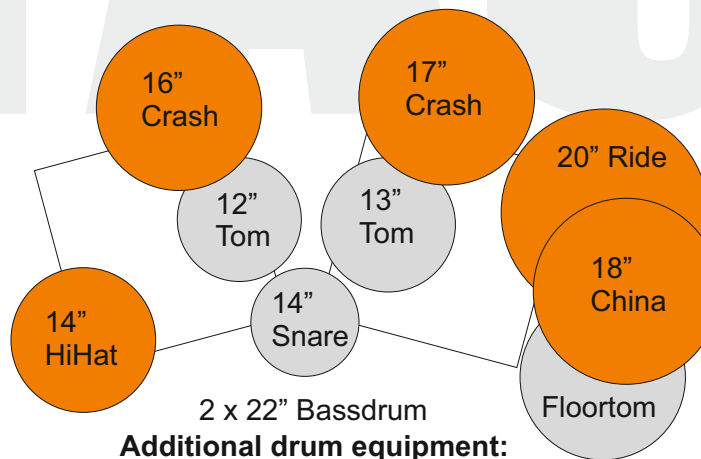 16”
Crash
17”
Crash
20” Ride
12”
Tom
13”
Tom
18”
China
14”
HiHat
14”
Snare
Floortom
2 x 22” Bassdrum
Additional drum equipment: